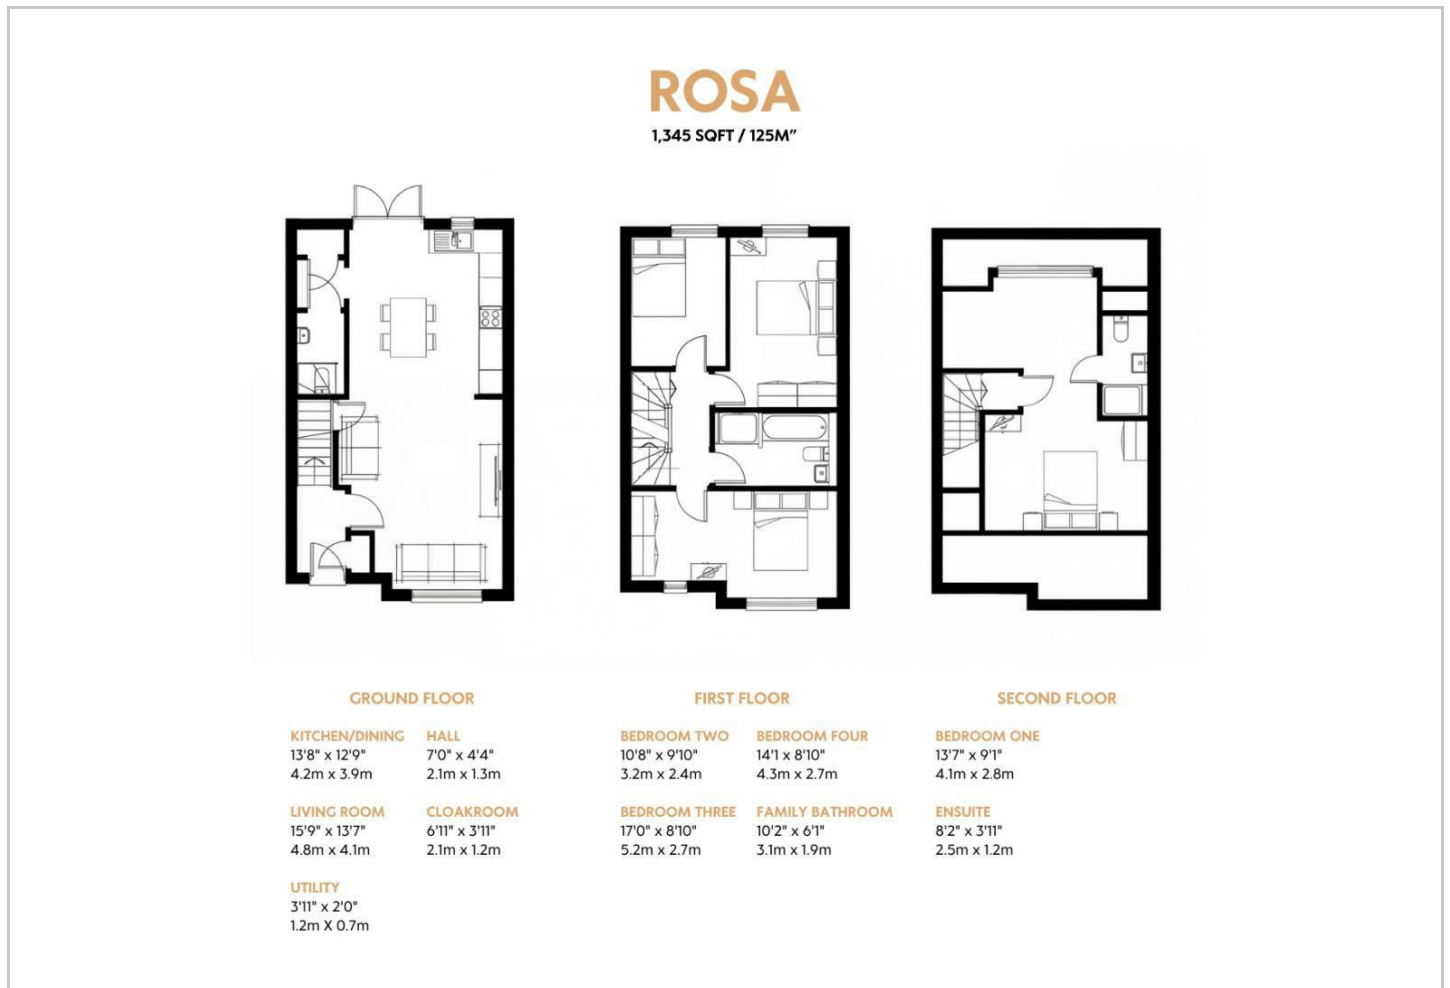 ROSA
1,345 SQFT / 125M”
GROUND FLOOR
KITCHEN/DINING
13'8" x 12'9"
4.2m x 3.9m
HALL
7'0" x 4'4"
2.1m x 1.3m
LIVING ROOM
15'9" x 13'7"
4.8m x 4.1m
CLOAKROOM
6'11" x 3'11"
2.1m x 1.2m
UTILITY
3'11" x 2'0"
1.2m X 0.7m
FIRST FLOOR
BEDROOM TWO
10'8" x 9'10"
3.2m x 2.4m
BEDROOM FOUR
14'1 x 8'10"
4.3m x 2.7m
BEDROOM THREE
17'0" x 8'10"
5.2m x 2.7m
FAMILY BATHROOM
10'2" x 6'1"
3.1m x 1.9m
SECOND FLOOR
BEDROOM ONE
13'7" x 9'1"
4.1m x 2.8m
ENSUITE
8'2" x 3'11"
2.5m x 1.2m